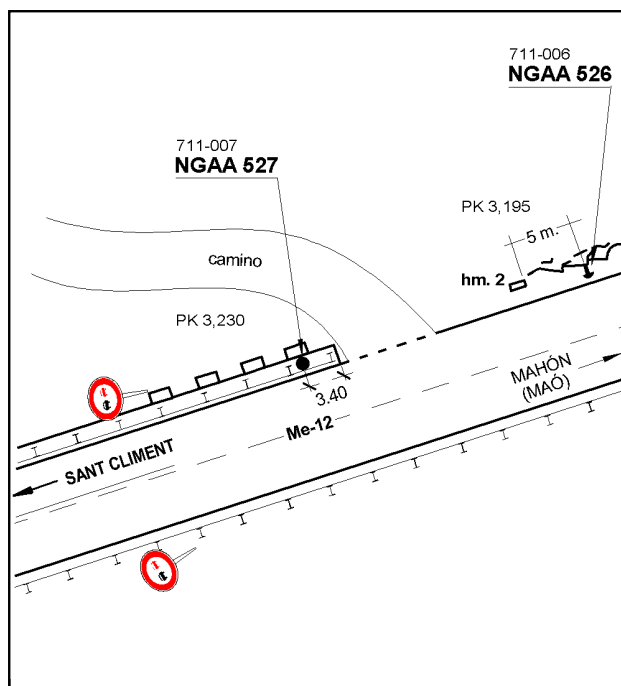 711-006
NGAA 526
711-007
NGAA 527
PK 3,195
5 m.
camino
hm. 2
PK 3,230
MAHÓN
(MAÓ)
3.40
Me-12
SANT CLIMENT